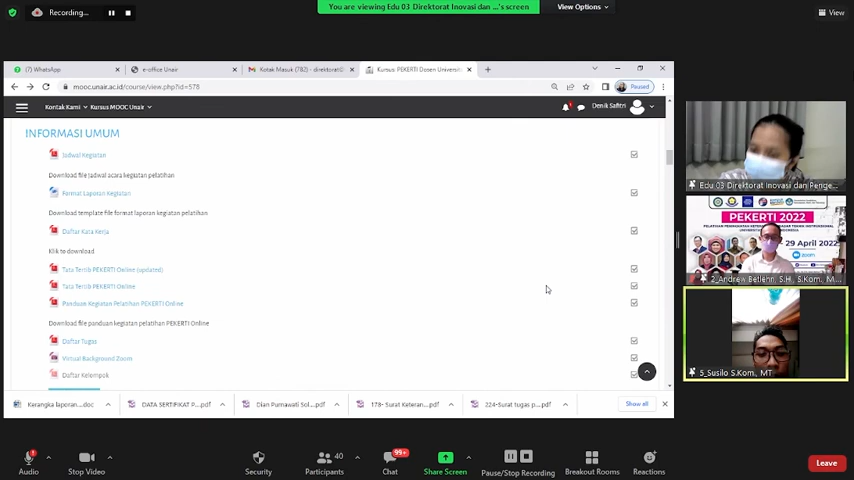 Recording...
You are viewing Edu 03 Direktorat Inovasi dan ...'s screen
View Options
View
(7) WhatsApp
e-office Unair
Kotak Masuk (782) - direktorat
Kursus: PEKERTI Dosen Universit
mooc.unair.ac.id/course/view.php?id=578
Paused
Kontak Kami
Kursus MOOC Unair
Denik Safitri
INFORMASI UMUM
Jadwal Kegiatan
Download file jadwal acara kegiatan pelatihan
Format Laporan Kegiatan
Download template file format laporan kegiatan pelatihan
Daftar Kata Kerja
Klik to download
Tata Tertib PEKERTI Online (updated)
Tata Tertib PEKERTI Online
Panduan Kegiatan Pelatihan PEKERTI Online
Download file panduan kegiatan pelatihan PEKERTI Online
Daftar Tugas
Virtual Background Zoom
Daftar Kelompok
Kerangka laporan....doc
DATA SERTIFIKAT P....pdf
Dian Purnawati Sol....pdf
178- Surat Keteran....pdf
224-Surat tugas p....pdf
Show all
Edu 03 Direktorat Inovasi dan Penge...
PEKERTI 2022
29 April 2022
zoom
2_Andrew Betlehn, S.H., S.Kom., M...
5_Susilo S.Kom., MT
Audio
Stop Video
Security
Participants
40
Chat
99+
Share Screen
Pause/Stop Recording
Breakout Rooms
Reactions
Leave